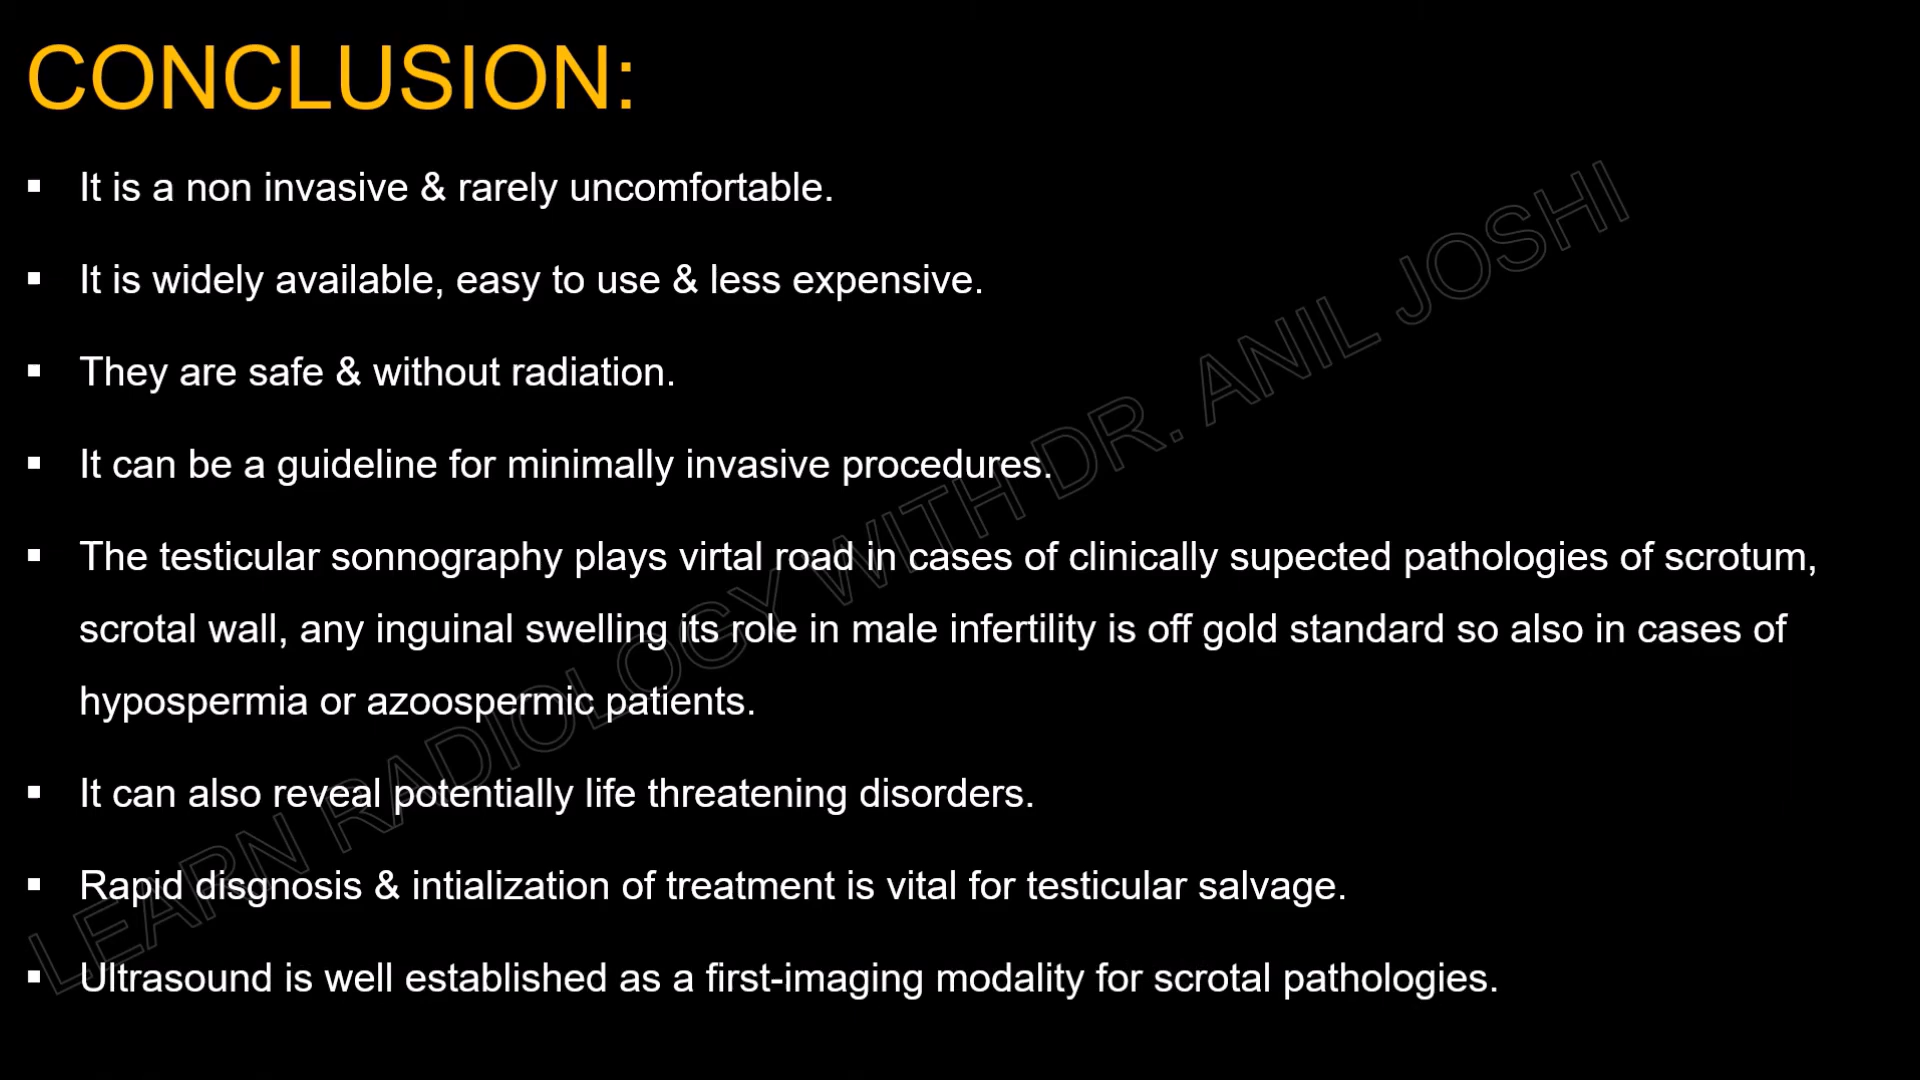 CONCLUSION:
▪ It is a non invasive & rarely uncomfortable.
▪ It is widely available, easy to use & less expensive.
▪ They are safe & without radiation.
▪ It can be a guideline for minimally invasive procedures.
▪ The testicular sonnography plays virtal road in cases of clinically supected pathologies of scrotum,
scrotal wall, any inguinal swelling its role in male infertility is off gold standard so also in cases of
hypospermia or azoospermic patients.
▪ It can also reveal potentially life threatening disorders.
▪ Rapid disgnosis & intialization of treatment is vital for testicular salvage.
▪ Ultrasound is well established as a first-imaging modality for scrotal pathologies.
LEARN RADIOLOGY WITH DR. ANIL JOSHI